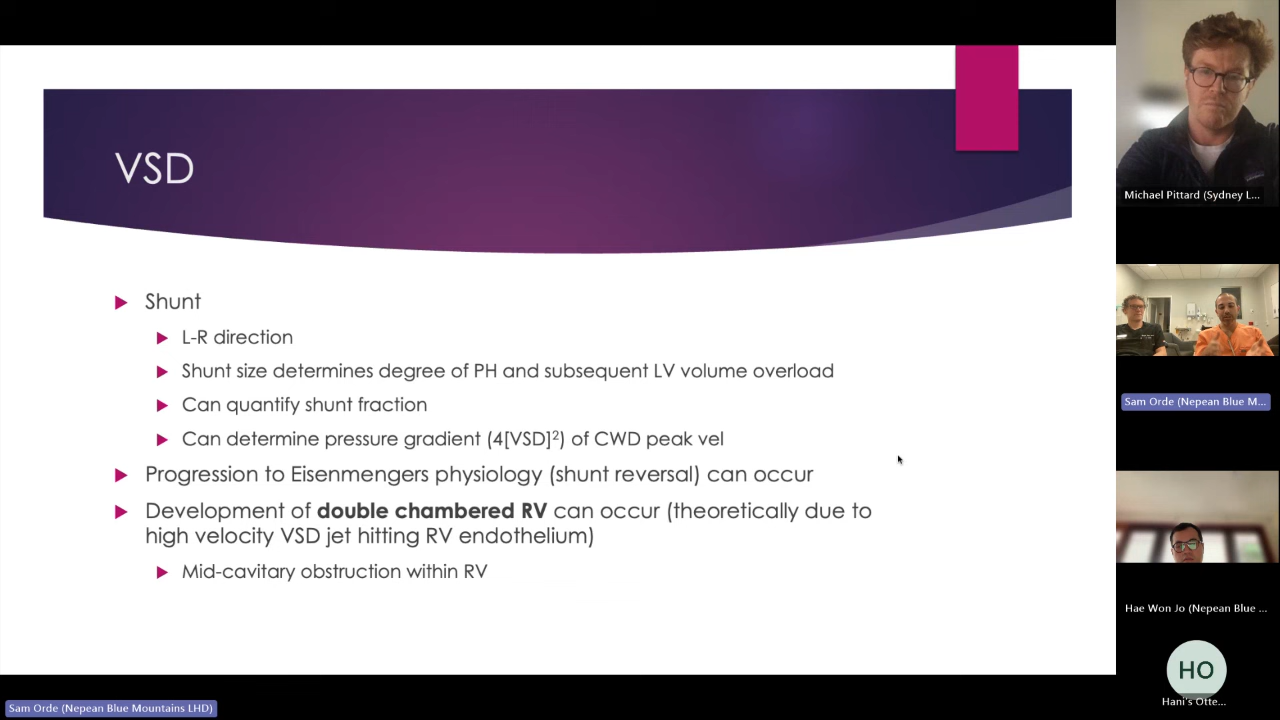 VSD
Shunt
L-R direction
Shunt size determines degree of PH and subsequent LV volume overload
Can quantify shunt fraction
Can determine pressure gradient (4[VSD]²) of CWD peak vel
Progression to Eisenmengers physiology (shunt reversal) can occur
Development of double chambered RV can occur (theoretically due to
high velocity VSD jet hitting RV endothelium)
Mid-cavitary obstruction within RV
Sam Orde (Nepean Blue Mountains LHD)
Michael Pittard (Sydney L...
Sam Orde (Nepean Blue M...
Hae Won Jo (Nepean Blue ...
HO
Hani's Otte...